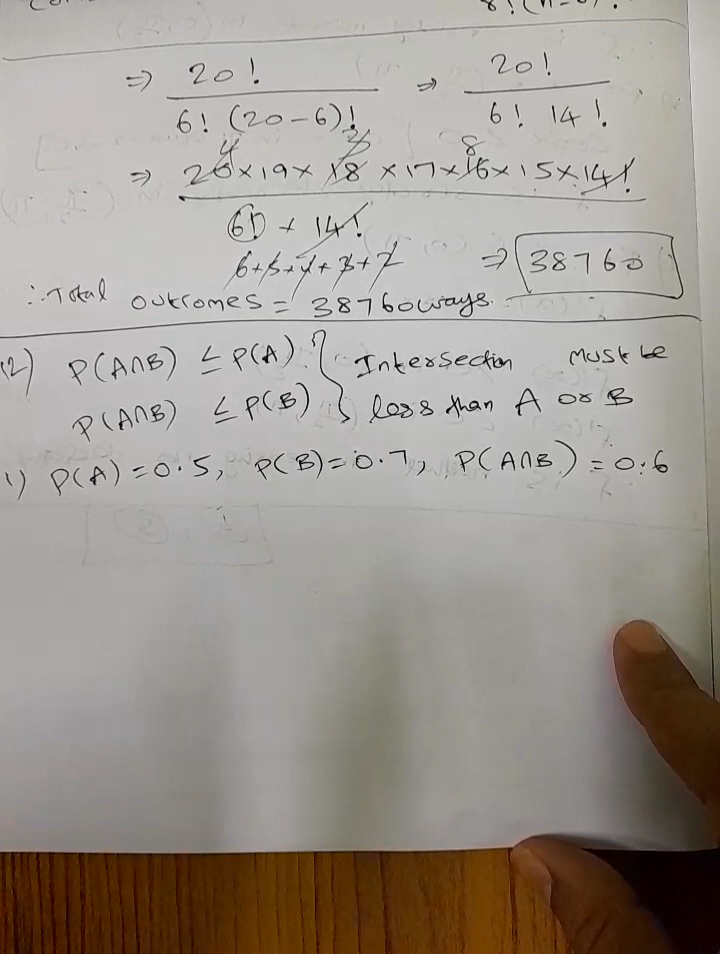 ⇒ 20! / 6! (20-6)! ⇒ 20! / 6! 14!
⇒ 20×19×18×17×16×15×14! / 6! × 14!
6×5×4×3×2 ⇒ 38760
∴ Total outcomes = 38760 ways.
12) P(A∩B) ≤ P(A) } Intersection must be
P(A∩B) ≤ P(B) } less than A or B
1) P(A) = 0.5, P(B) = 0.7, P(A∩B) = 0.6